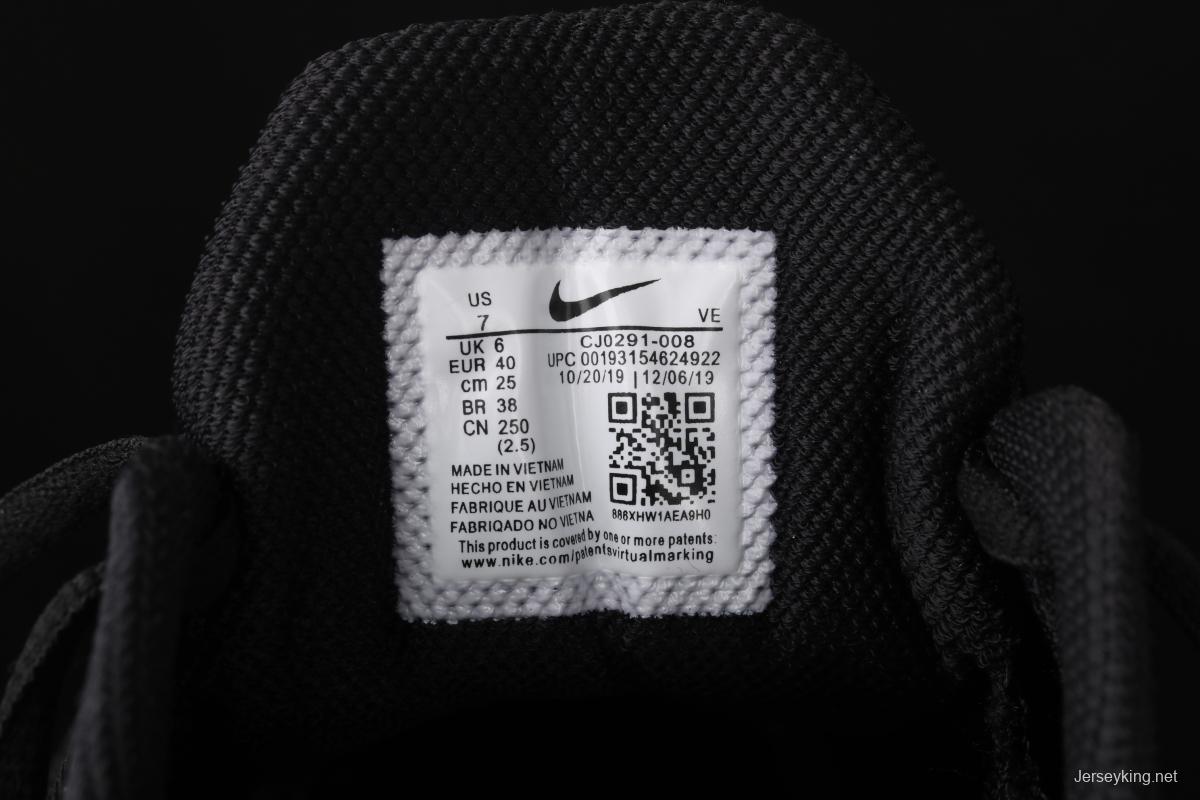 US
7
VE
UK 6
EUR 40
cm 25
BR 38
CN 250
(2.5)
CJ0291-008
UPC 00193154624922
10/20/19 | 12/06/19
886XHW1AEA9H0
MADE IN VIETNAM
HECHO EN VIETNAM
FABRIQUE AU VIETNAM
FABRIQADO NO VIETNA
This product is covered by one or more patents:
www.nike.com/patentsvirtualmarking
Jerseyking.net